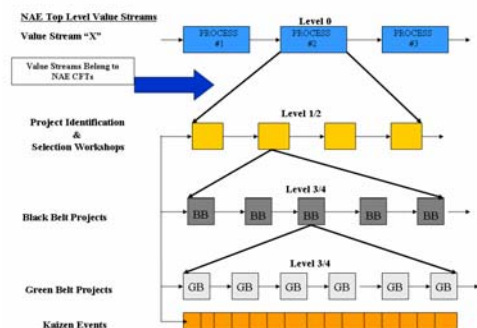 NAE Top Level Value Streams
Level 0
Value Stream “X”
PROCESS
#1
PROCESS
#2
PROCESS
#3
Value Streams Belong to
NAE CFTs
Level 1/2
Project Identification
&
Selection Workshops
Level 3/4
Black Belt Projects
BB
BB
BB
BB
BB
Level 3/4
Green Belt Projects
GB
GB
GB
GB
GB
GB
Kaizen Events